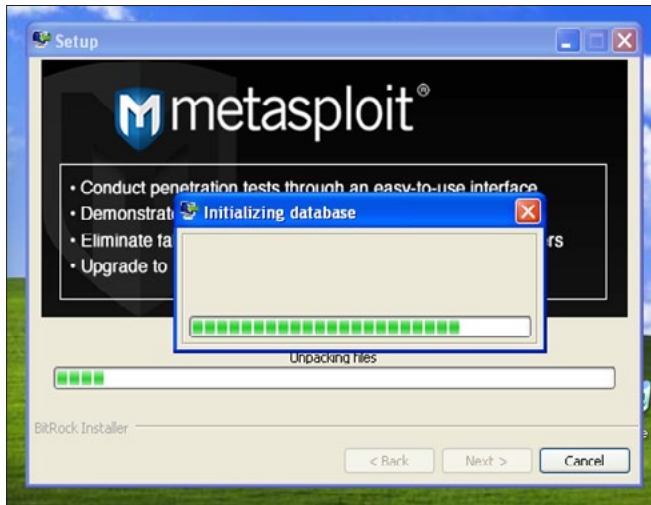 Setup
metasploit®
• Conduct penetration tests through an easy-to-use interface
• Demonstrat
Initializing database
• Eliminate fa
rs
• Upgrade to
Unpacking files
BitRock Installer
< Back
Next >
Cancel